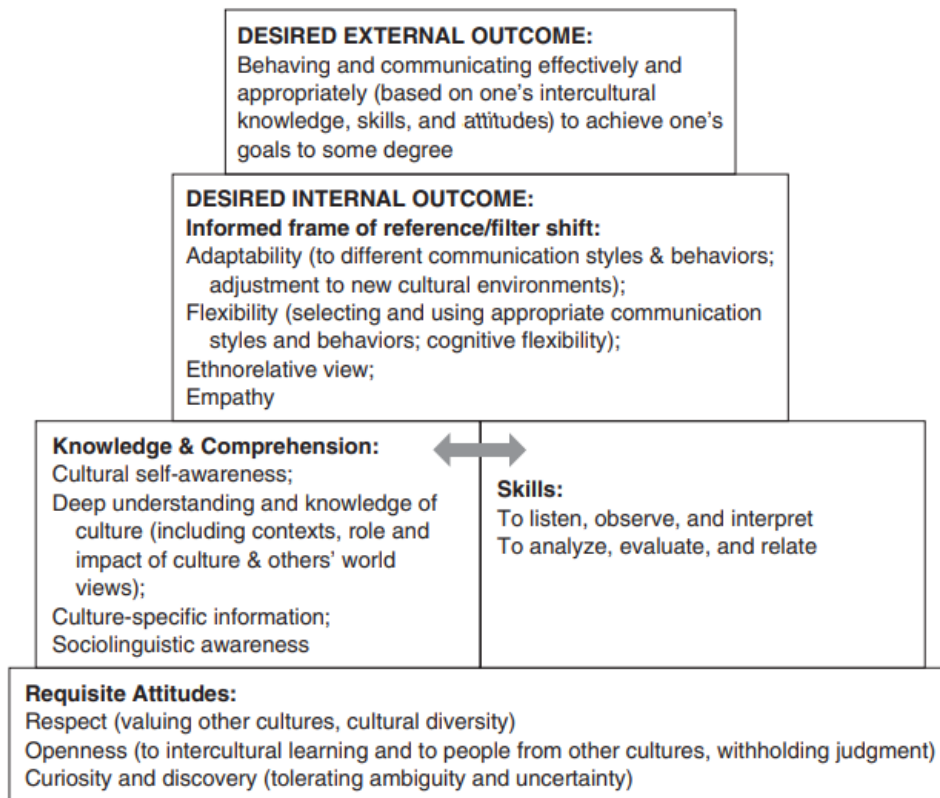 DESIRED EXTERNAL OUTCOME:
Behaving and communicating effectively and
appropriately (based on one's intercultural
knowledge, skills, and attitudes) to achieve one's
goals to some degree
DESIRED INTERNAL OUTCOME:
Informed frame of reference/filter shift:
Adaptability (to different communication styles & behaviors;
adjustment to new cultural environments);
Flexibility (selecting and using appropriate communication
styles and behaviors; cognitive flexibility);
Ethnorelative view;
Empathy
Knowledge & Comprehension:
Cultural self-awareness;
Deep understanding and knowledge of
culture (including contexts, role and
impact of culture & others' world
views);
Culture-specific information;
Sociolinguistic awareness
Skills:
To listen, observe, and interpret
To analyze, evaluate, and relate
Requisite Attitudes:
Respect (valuing other cultures, cultural diversity)
Openness (to intercultural learning and to people from other cultures, withholding judgment)
Curiosity and discovery (tolerating ambiguity and uncertainty)